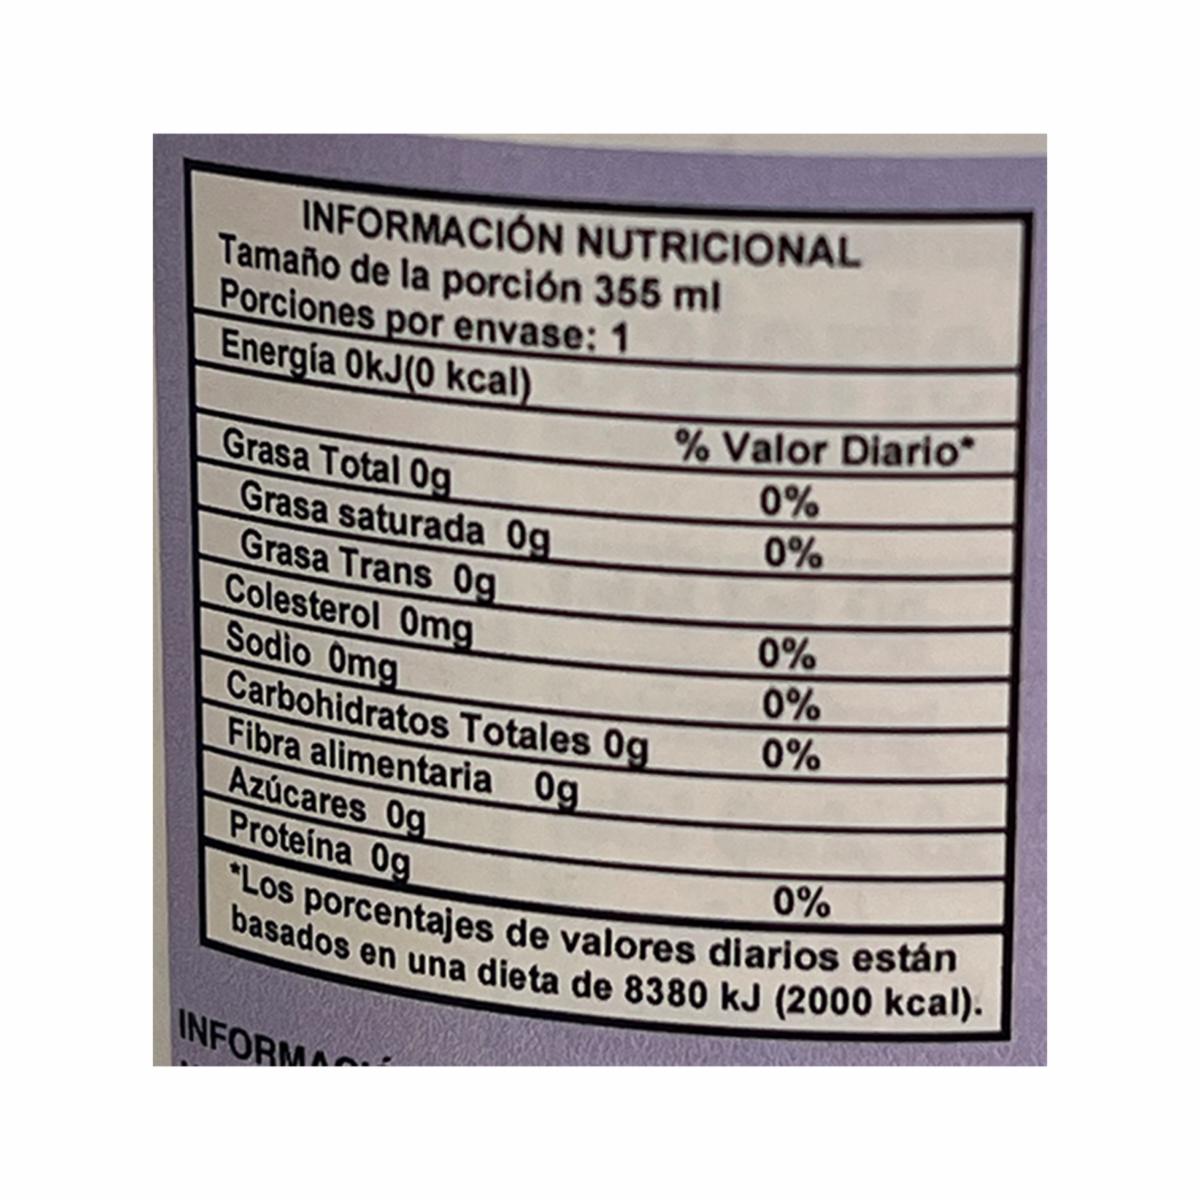 INFORMACIÓN NUTRICIONAL
Tamaño de la porción 355 ml
Porciones por envase: 1
Energía 0kJ(0 kcal)
% Valor Diario*
Grasa Total 0g 0%
Grasa saturada 0g 0%
Grasa Trans 0g
Colesterol 0mg 0%
Sodio 0mg 0%
Carbohidratos Totales 0g 0%
Fibra alimentaria 0g
Azúcares 0g
Proteína 0g 0%
*Los porcentajes de valores diarios están
basados en una dieta de 8380 kJ (2000 kcal).